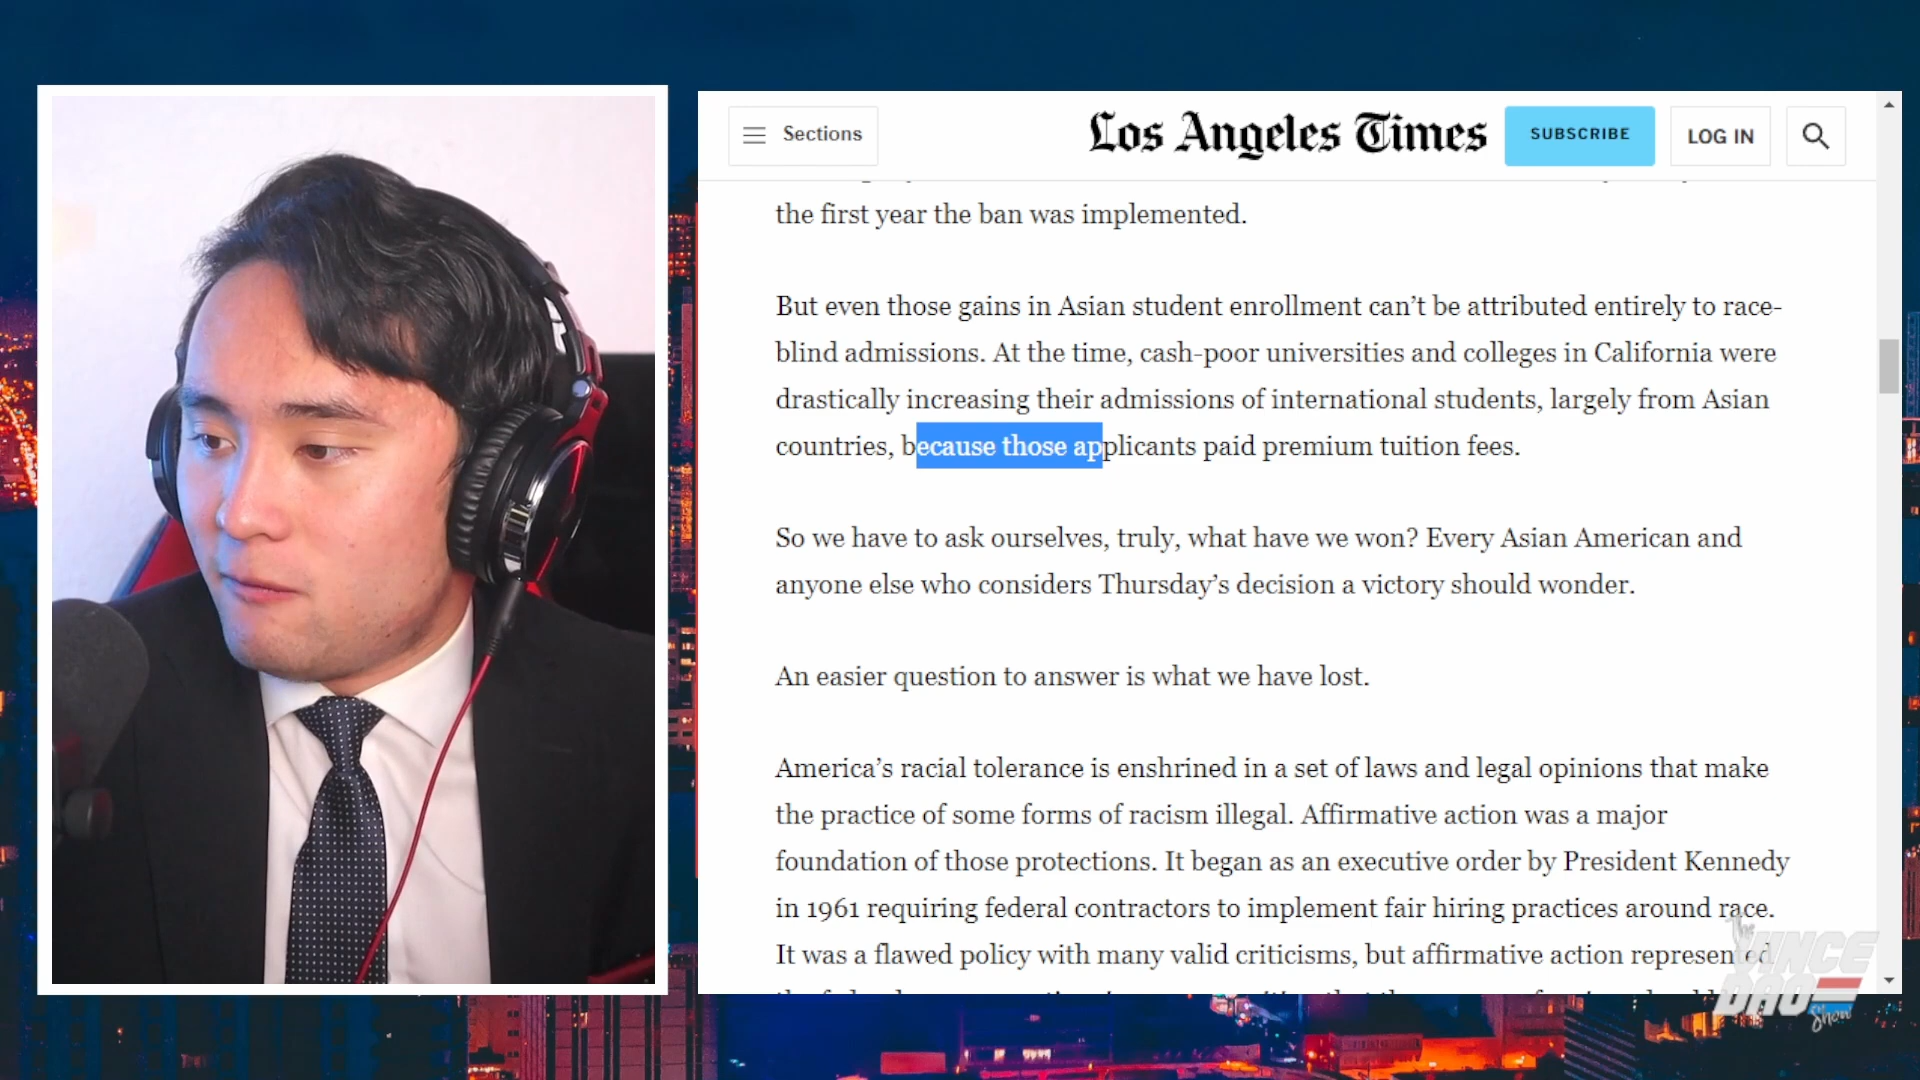 Sections
Los Angeles Times
SUBSCRIBE
LOG IN
the first year the ban was implemented.
But even those gains in Asian student enrollment can’t be attributed entirely to race-
blind admissions. At the time, cash-poor universities and colleges in California were
drastically increasing their admissions of international students, largely from Asian
countries, because those applicants paid premium tuition fees.
So we have to ask ourselves, truly, what have we won? Every Asian American and
anyone else who considers Thursday’s decision a victory should wonder.
An easier question to answer is what we have lost.
America’s racial tolerance is enshrined in a set of laws and legal opinions that make
the practice of some forms of racism illegal. Affirmative action was a major
foundation of those protections. It began as an executive order by President Kennedy
in 1961 requiring federal contractors to implement fair hiring practices around race.
It was a flawed policy with many valid criticisms, but affirmative action represented
The
VINCE
DAO
Show